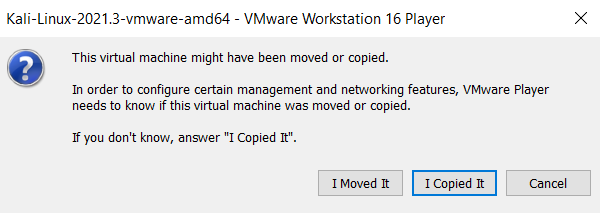 Kali-Linux-2021.3-vmware-amd64 - VMware Workstation 16 Player
This virtual machine might have been moved or copied.
In order to configure certain management and networking features, VMware Player
needs to know if this virtual machine was moved or copied.
If you don't know, answer "I Copied It".
I Moved It
I Copied It
Cancel